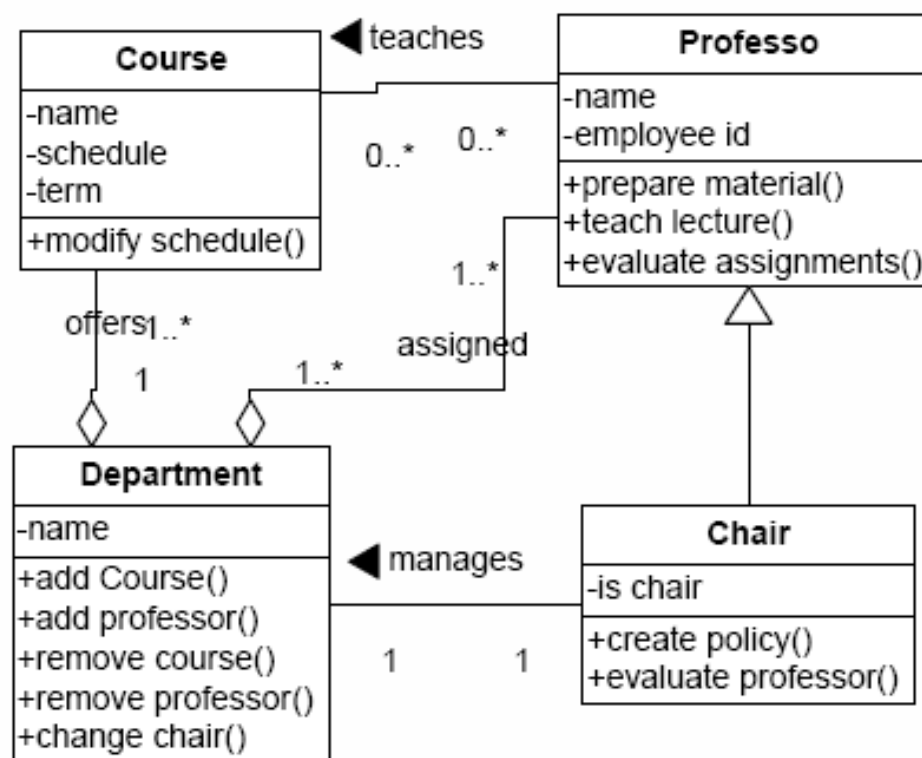 Course
-name
-schedule
-term
+modify schedule()
teaches
0..*
0..*
Professo
-name
-employee id
+prepare material()
+teach lecture()
+evaluate assignments()
offers
1..*
1
assigned
1..*
1..*
Department
-name
+add Course()
+add professor()
+remove course()
+remove professor()
+change chair()
manages
1
1
Chair
-is chair
+create policy()
+evaluate professor()